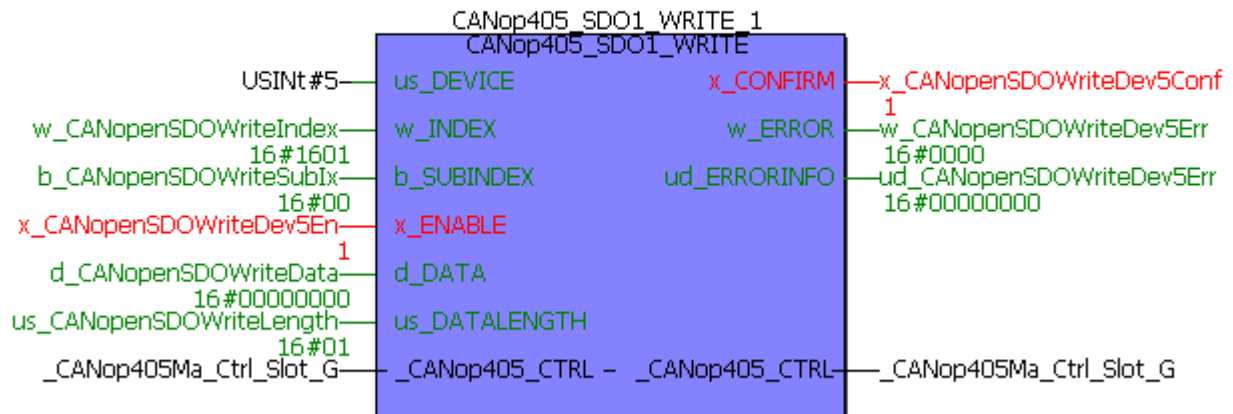 CANop405_SDO1_WRITE_1
CANop405_SDO1_WRITE
USINt#5 us_DEVICE x_CONFIRM x_CANopenSDOWriteDev5Conf
1
w_CANopenSDOWriteIndex w_INDEX w_ERROR w_CANopenSDOWriteDev5Err
16#1601 16#0000
b_CANopenSDOWriteSubIx b_SUBINDEX ud_ERRORINFO ud_CANopenSDOWriteDev5Err
16#00 16#00000000
x_CANopenSDOWriteDev5En x_ENABLE
1
d_CANopenSDOWriteData d_DATA
16#00000000
us_CANopenSDOWriteLength us_DATALENGTH
16#01
_CANop405Ma_Ctrl_Slot_G _CANop405_CTRL – _CANop405_CTRL _CANop405Ma_Ctrl_Slot_G